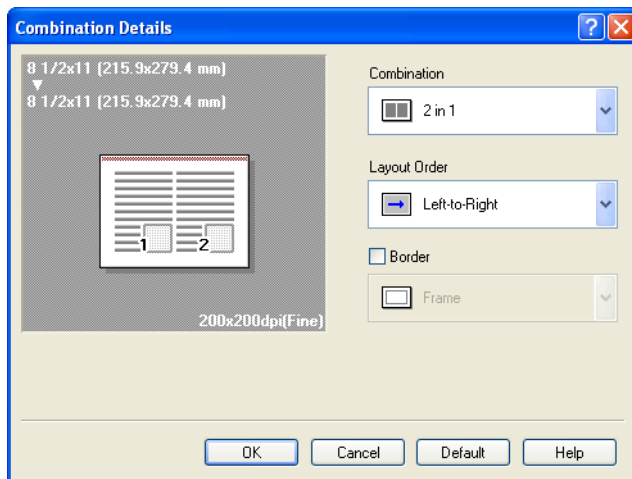 Combination Details
8 1/2x11 (215.9x279.4 mm)
8 1/2x11 (215.9x279.4 mm)
1 2
200x200dpi(Fine)
Combination
2 in 1
Layout Order
Left-to-Right
Border
Frame
OK Cancel Default Help